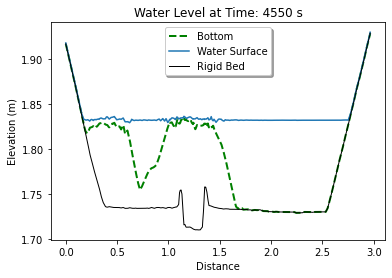 Water Level at Time: 4550 s
Bottom
Water Surface
Rigid Bed
Elevation (m)
1.90
1.85
1.80
1.75
1.70
0.0 0.5 1.0 1.5 2.0 2.5 3.0
Distance